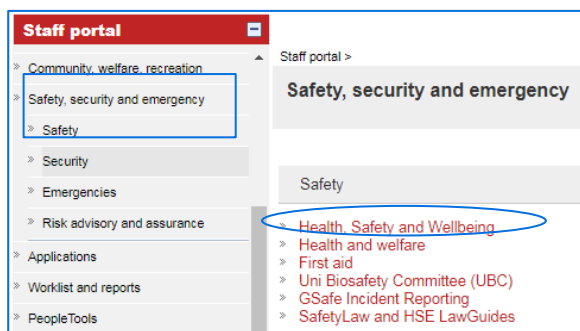 Staff portal
Community, welfare, recreation
Safety, security and emergency
Safety
Security
Emergencies
Risk advisory and assurance
Applications
Worklist and reports
PeopleTools
Staff portal >
Safety, security and emergency
Safety
Health, Safety and Wellbeing
Health and welfare
First aid
Uni Biosafety Committee (UBC)
GSafe Incident Reporting
SafetyLaw and HSE LawGuides